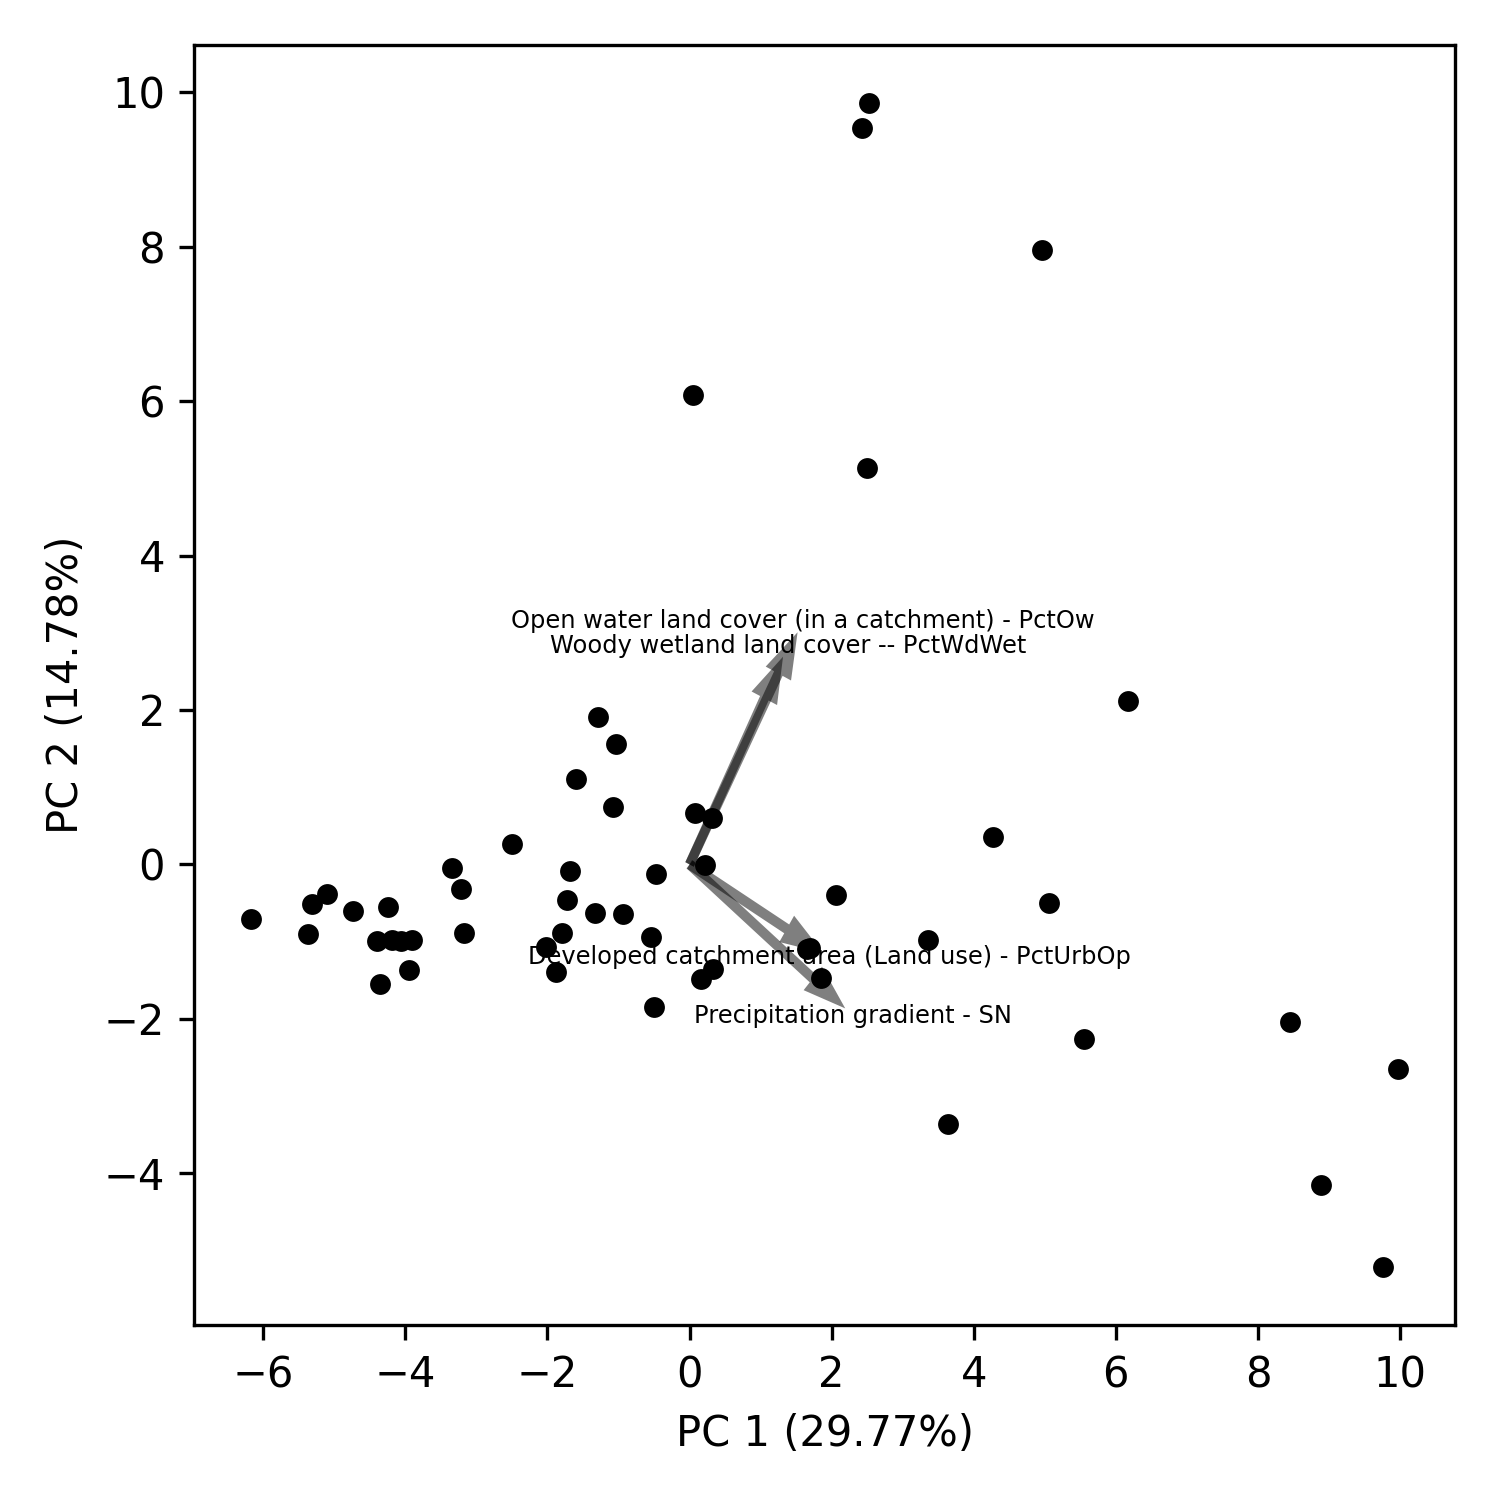 10
8
6
4
2
0
−2
−4
PC 2 (14.78%)
Open water land cover (in a catchment) - PctOw
Woody wetland land cover -- PctWdWet
Developed catchment area (Land use) - PctUrbOp
Precipitation gradient - SN
−6 −4 −2 0 2 4 6 8 10
PC 1 (29.77%)